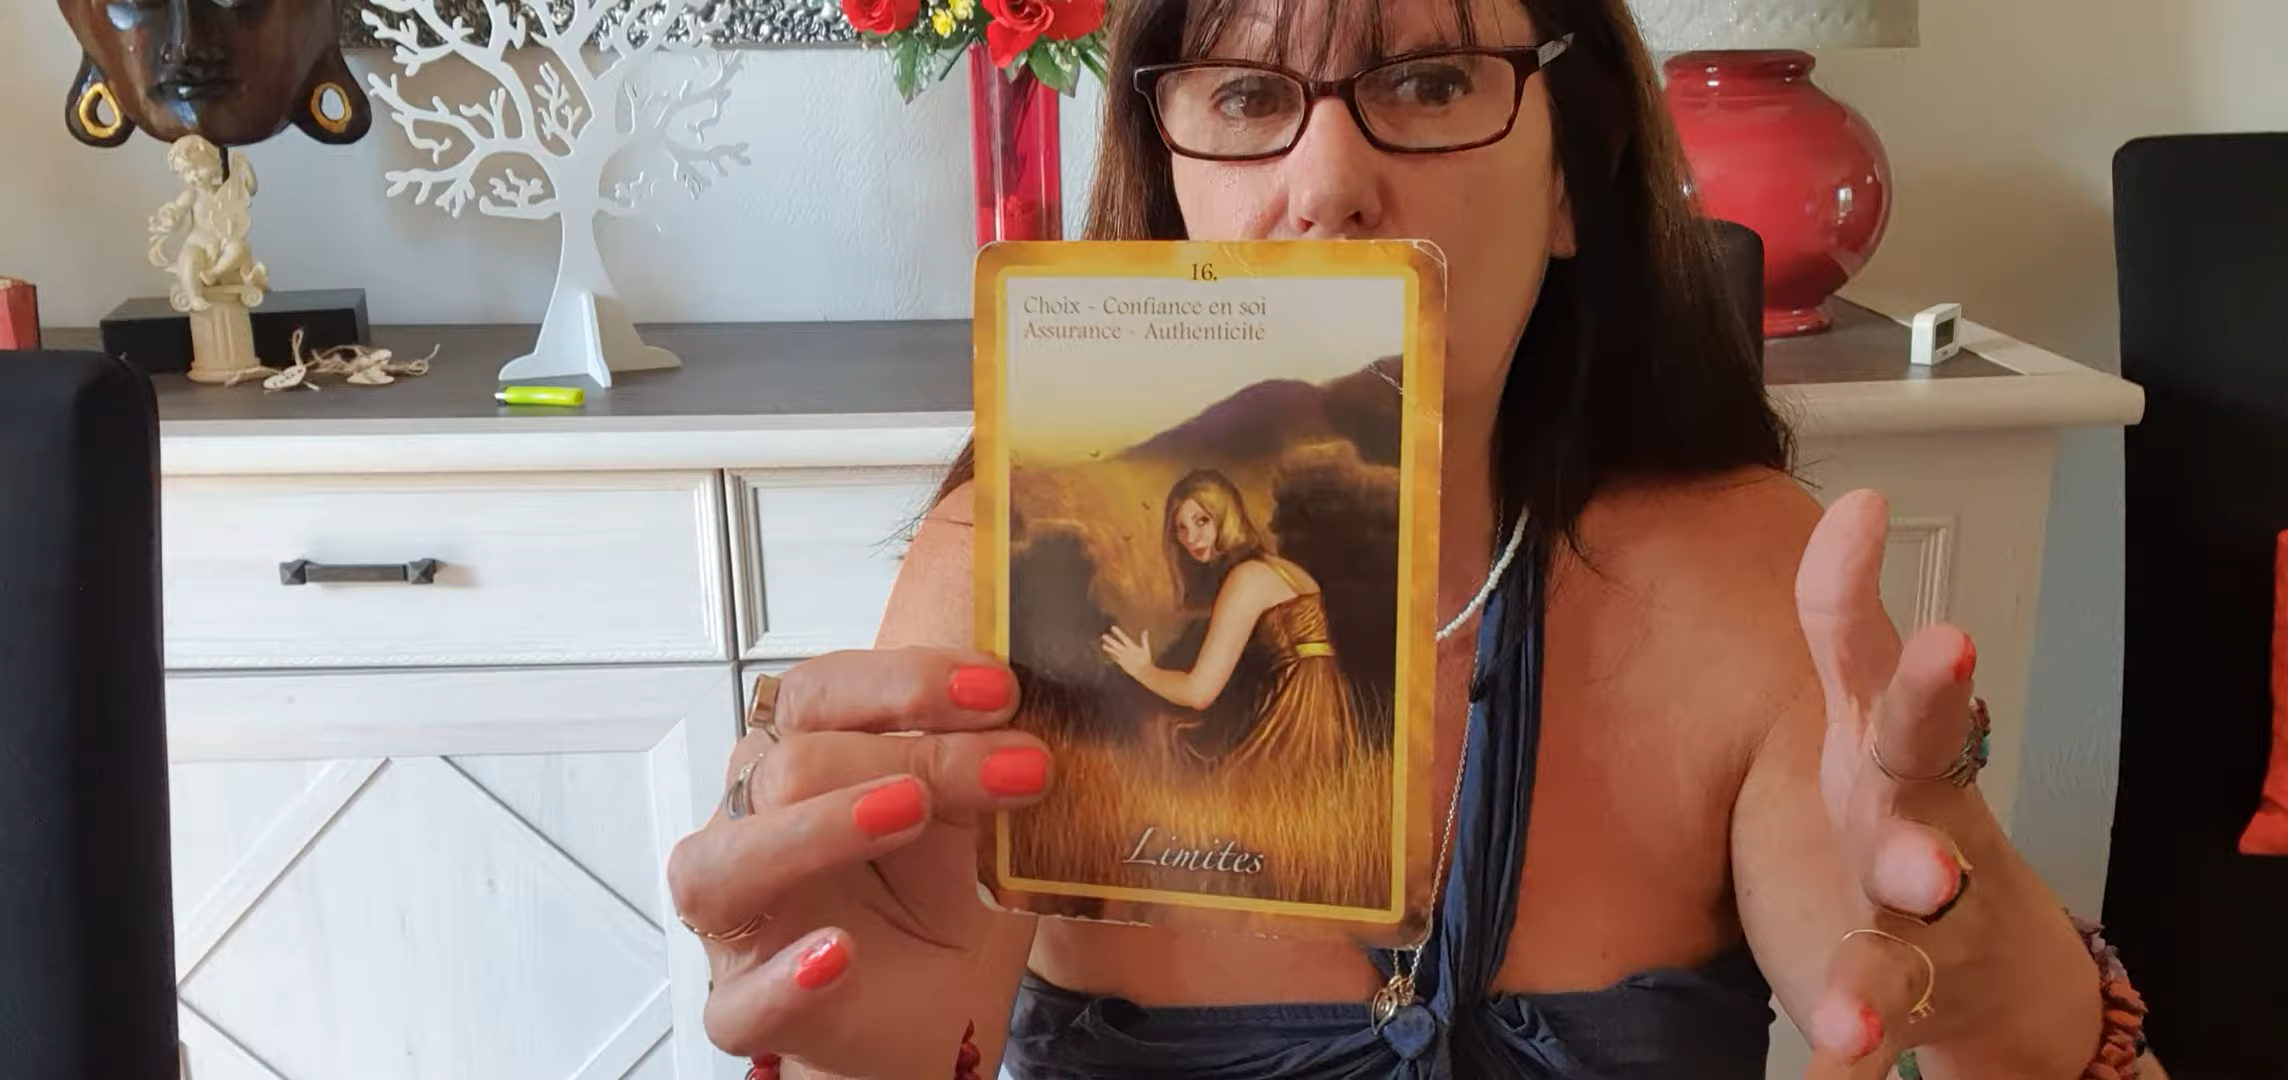 16.
Choix - Confiance en soi
Assurance - Authenticité
Limites